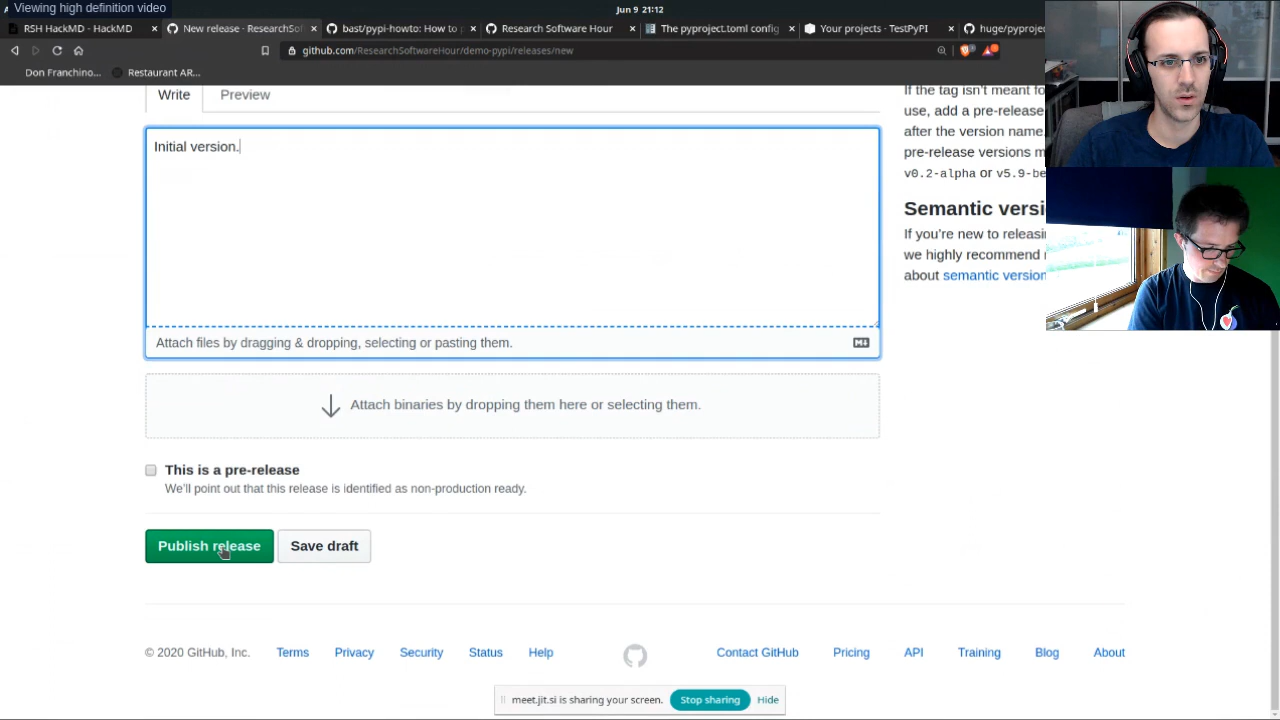 Viewing high definition video
Jun 9 21:12
RSH HackMD - HackMD
New release · ResearchSof
bast/pypi-howto: How to p
Research Software Hour
The pyproject.toml config
Your projects · TestPyPI
huge/pyproje
github.com/ResearchSoftwareHour/demo-pypi/releases/new
Don Franchino...
Restaurant AR...
Write
Preview
If the tag isn't meant fo
use, add a pre-release
after the version name.
pre-release versions m
v0.2-alpha or v5.9-be
Initial version.
Semantic versi
If you're new to releasin
we highly recommend
about semantic version
Attach files by dragging & dropping, selecting or pasting them.
Attach binaries by dropping them here or selecting them.
This is a pre-release
We'll point out that this release is identified as non-production ready.
Publish release
Save draft
© 2020 GitHub, Inc.
Terms
Privacy
Security
Status
Help
Contact GitHub
Pricing
API
Training
Blog
About
meet.jit.si is sharing your screen.
Stop sharing
Hide